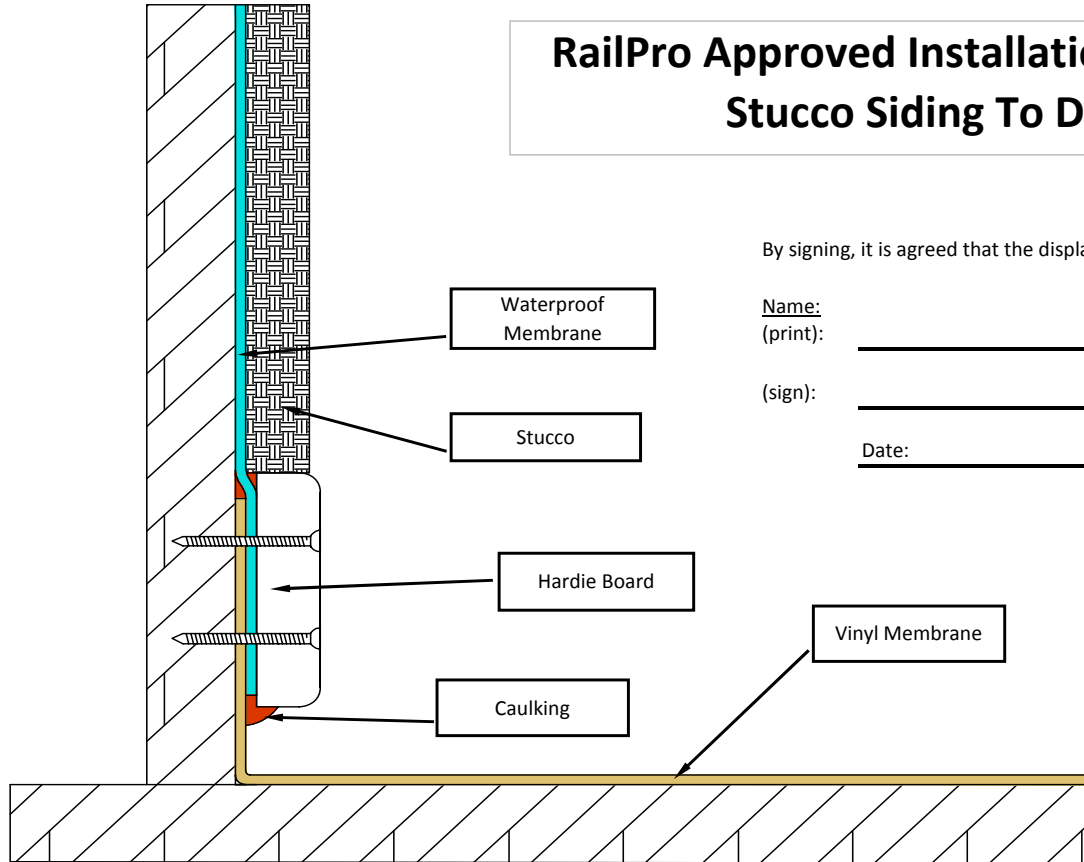 RailPro Approved Installatio
Stucco Siding To D
By signing, it is agreed that the displa
Name:
(print):
(sign):
Date:
Waterproof
Membrane
Stucco
Hardie Board
Vinyl Membrane
Caulking